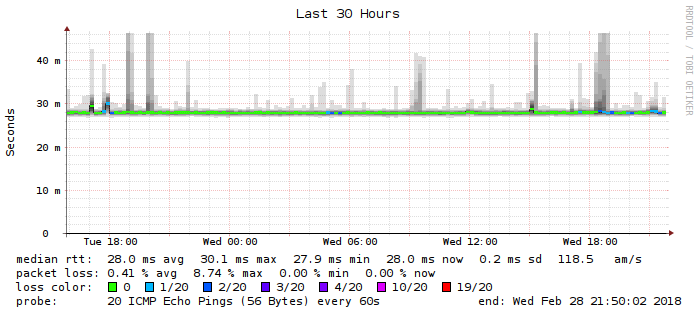 Last 30 Hours
RRDTOOL / TOBI OETIKER
Seconds
40 m
30 m
20 m
10 m
0
Tue 18:00 Wed 00:00 Wed 06:00 Wed 12:00 Wed 18:00
median rtt: 28.0 ms avg 30.1 ms max 27.9 ms min 28.0 ms now 0.2 ms sd 118.5 am/s
packet loss: 0.41 % avg 8.74 % max 0.00 % min 0.00 % now
loss color: 0 1/20 2/20 3/20 4/20 10/20 19/20
probe: 20 ICMP Echo Pings (56 Bytes) every 60s end: Wed Feb 28 21:50:02 2018